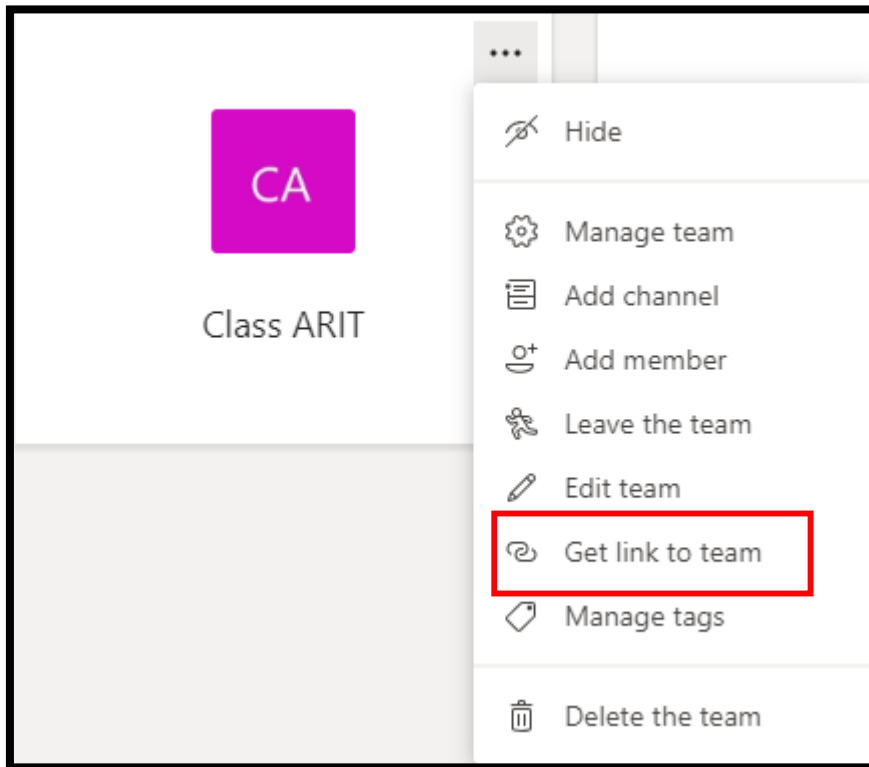 CA
Class ARIT
Hide
Manage team
Add channel
Add member
Leave the team
Edit team
Get link to team
Manage tags
Delete the team